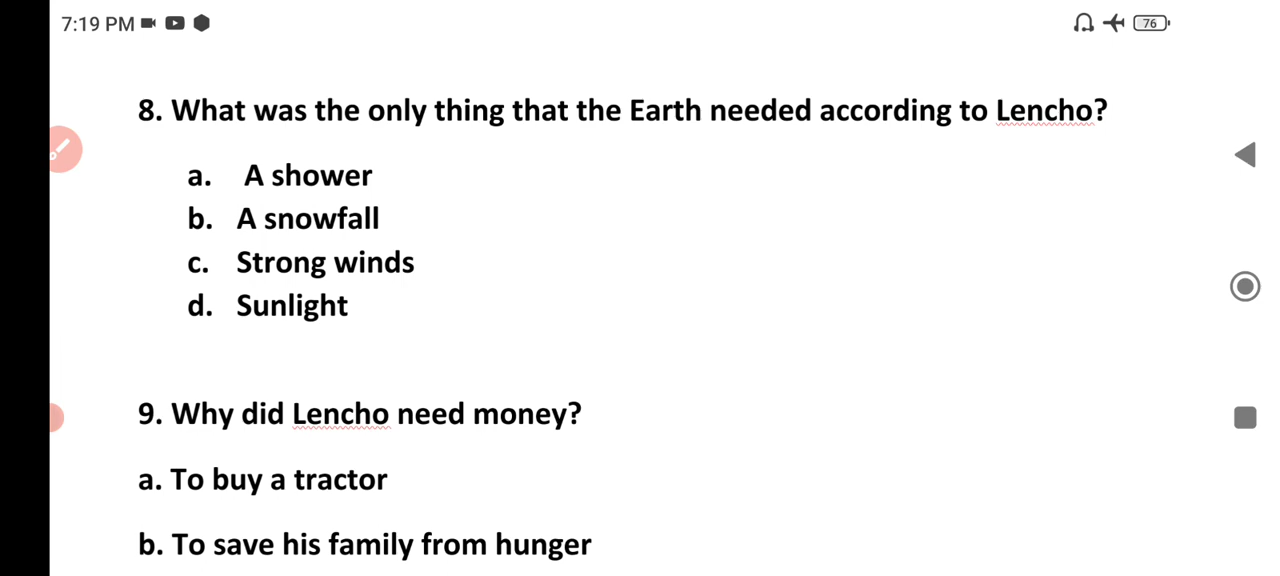 7:19 PM
76
8. What was the only thing that the Earth needed according to Lencho?
a. A shower
b. A snowfall
c. Strong winds
d. Sunlight
9. Why did Lencho need money?
a. To buy a tractor
b. To save his family from hunger